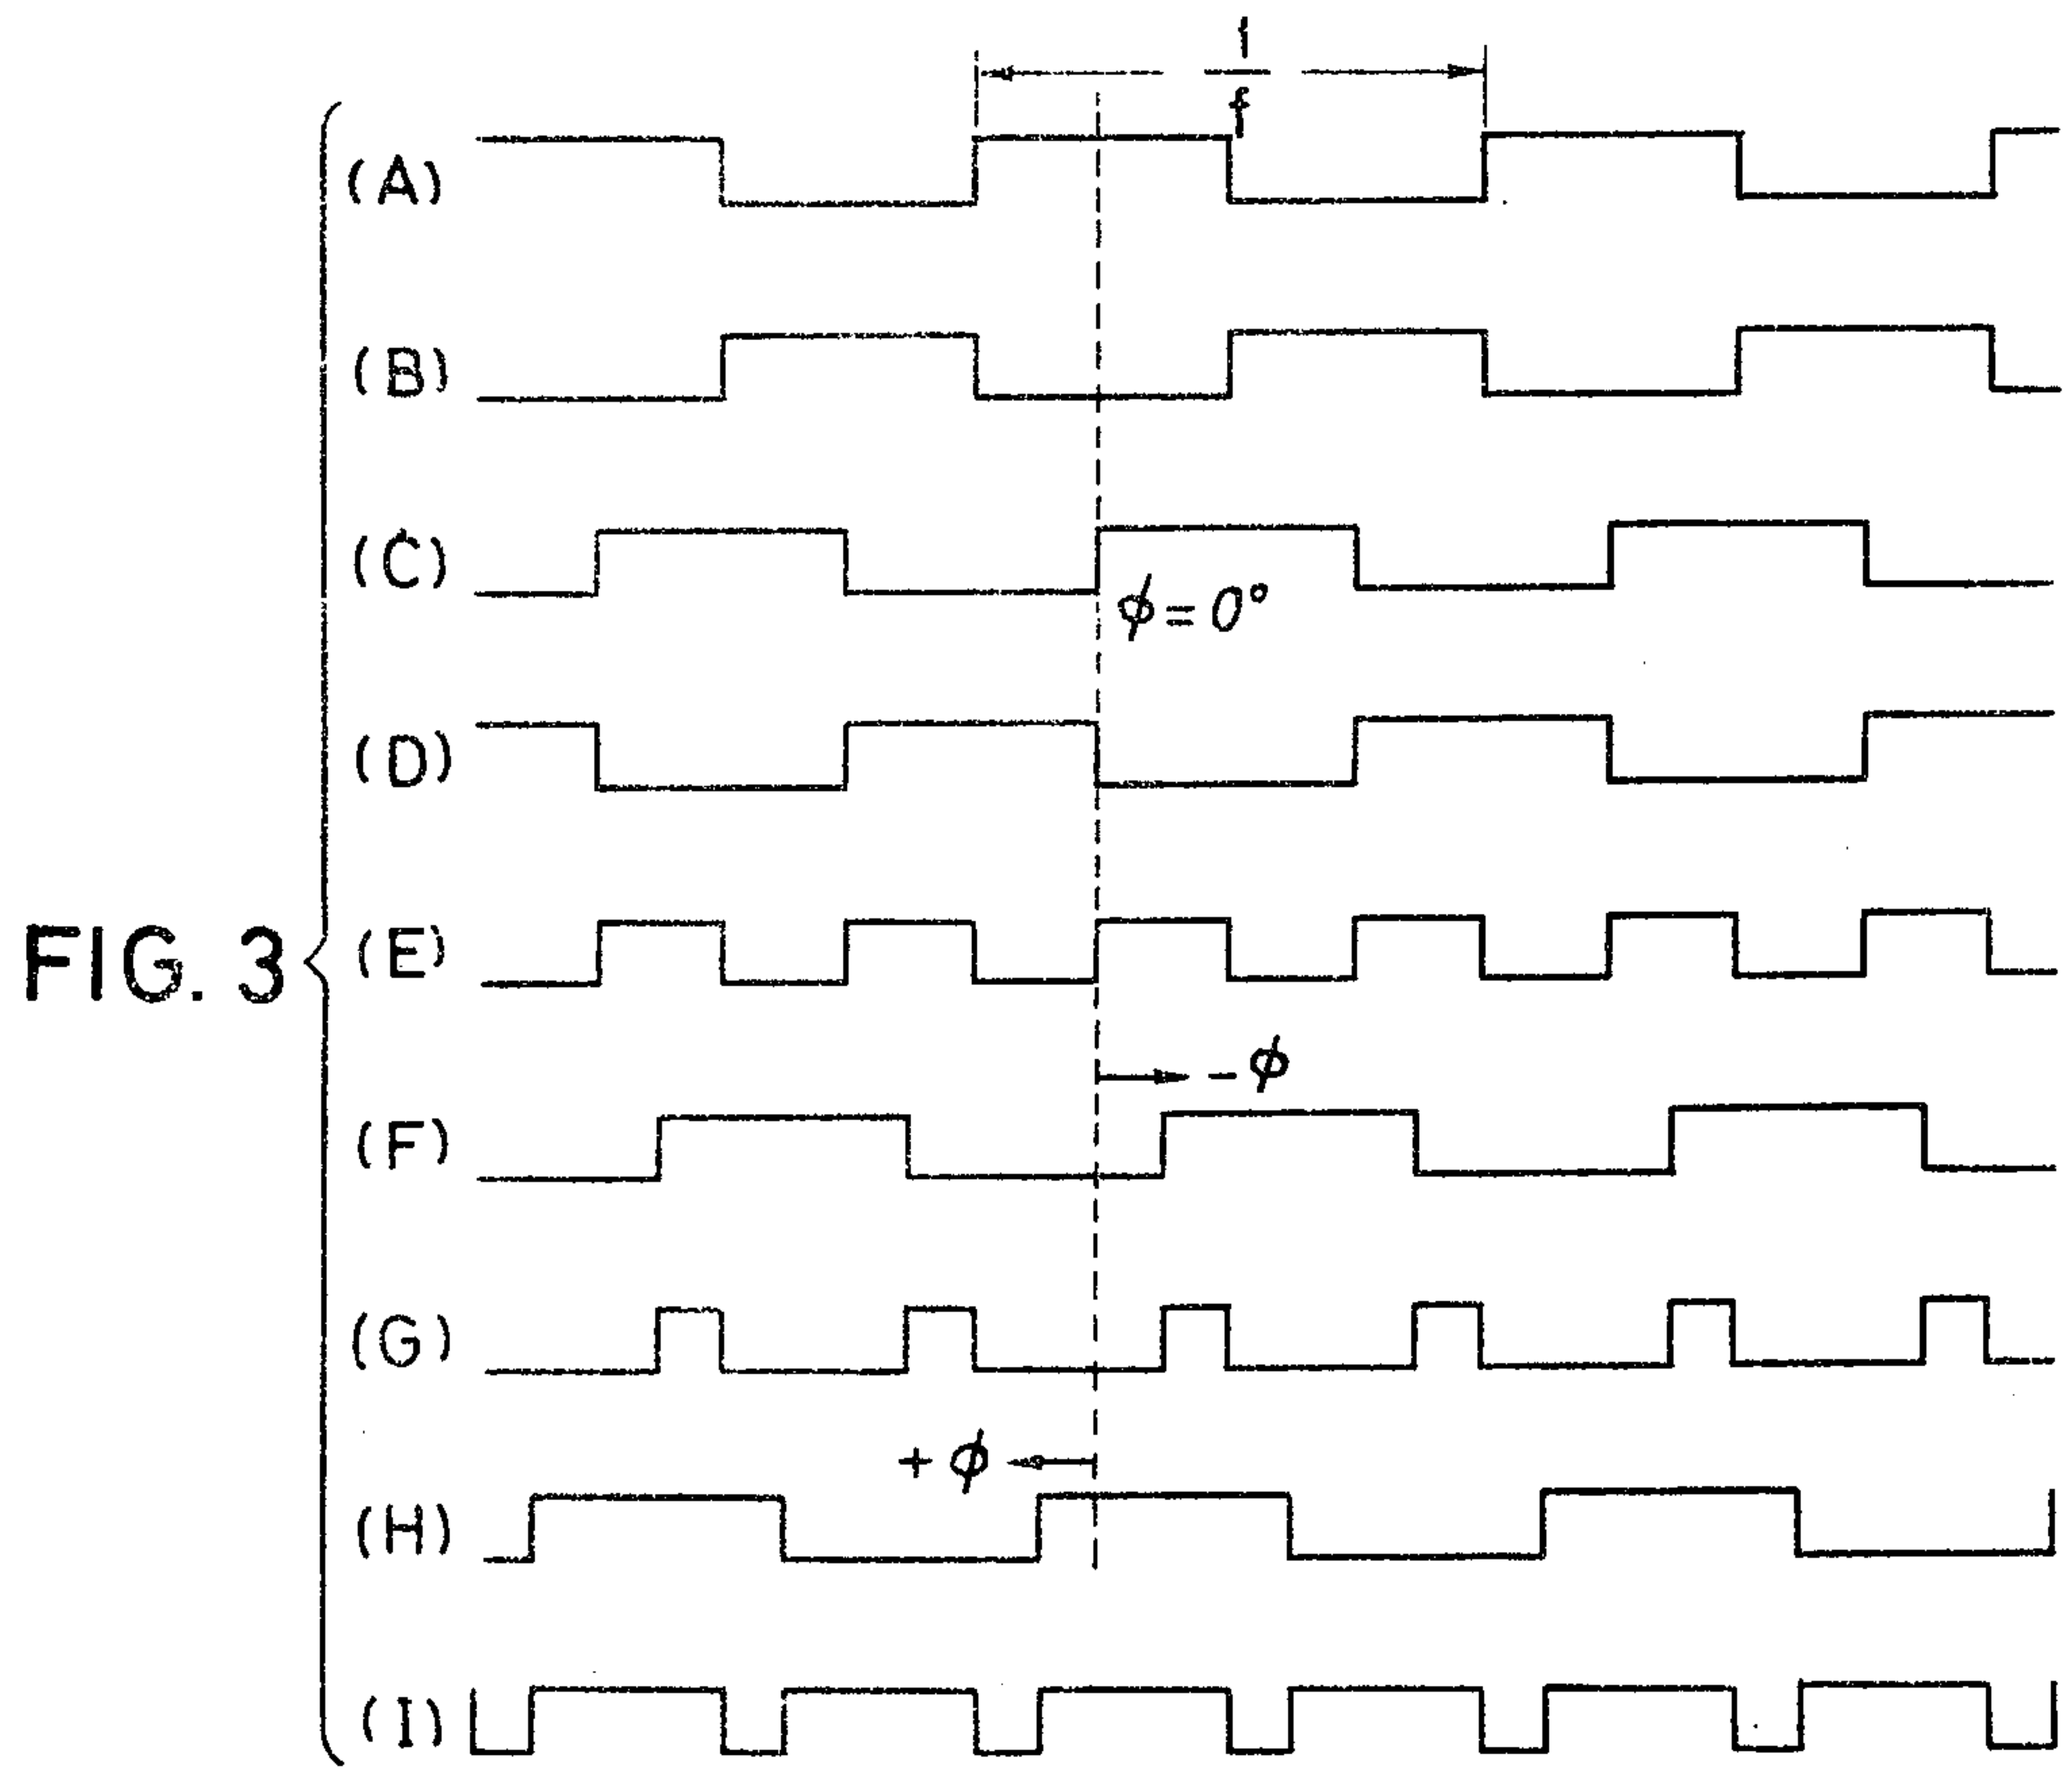 1
f
(A)
(B)
(C)
ϕ = 0°
(D)
FIG. 3
(E)
- ϕ
(F)
(G)
+ ϕ
(H)
(I)